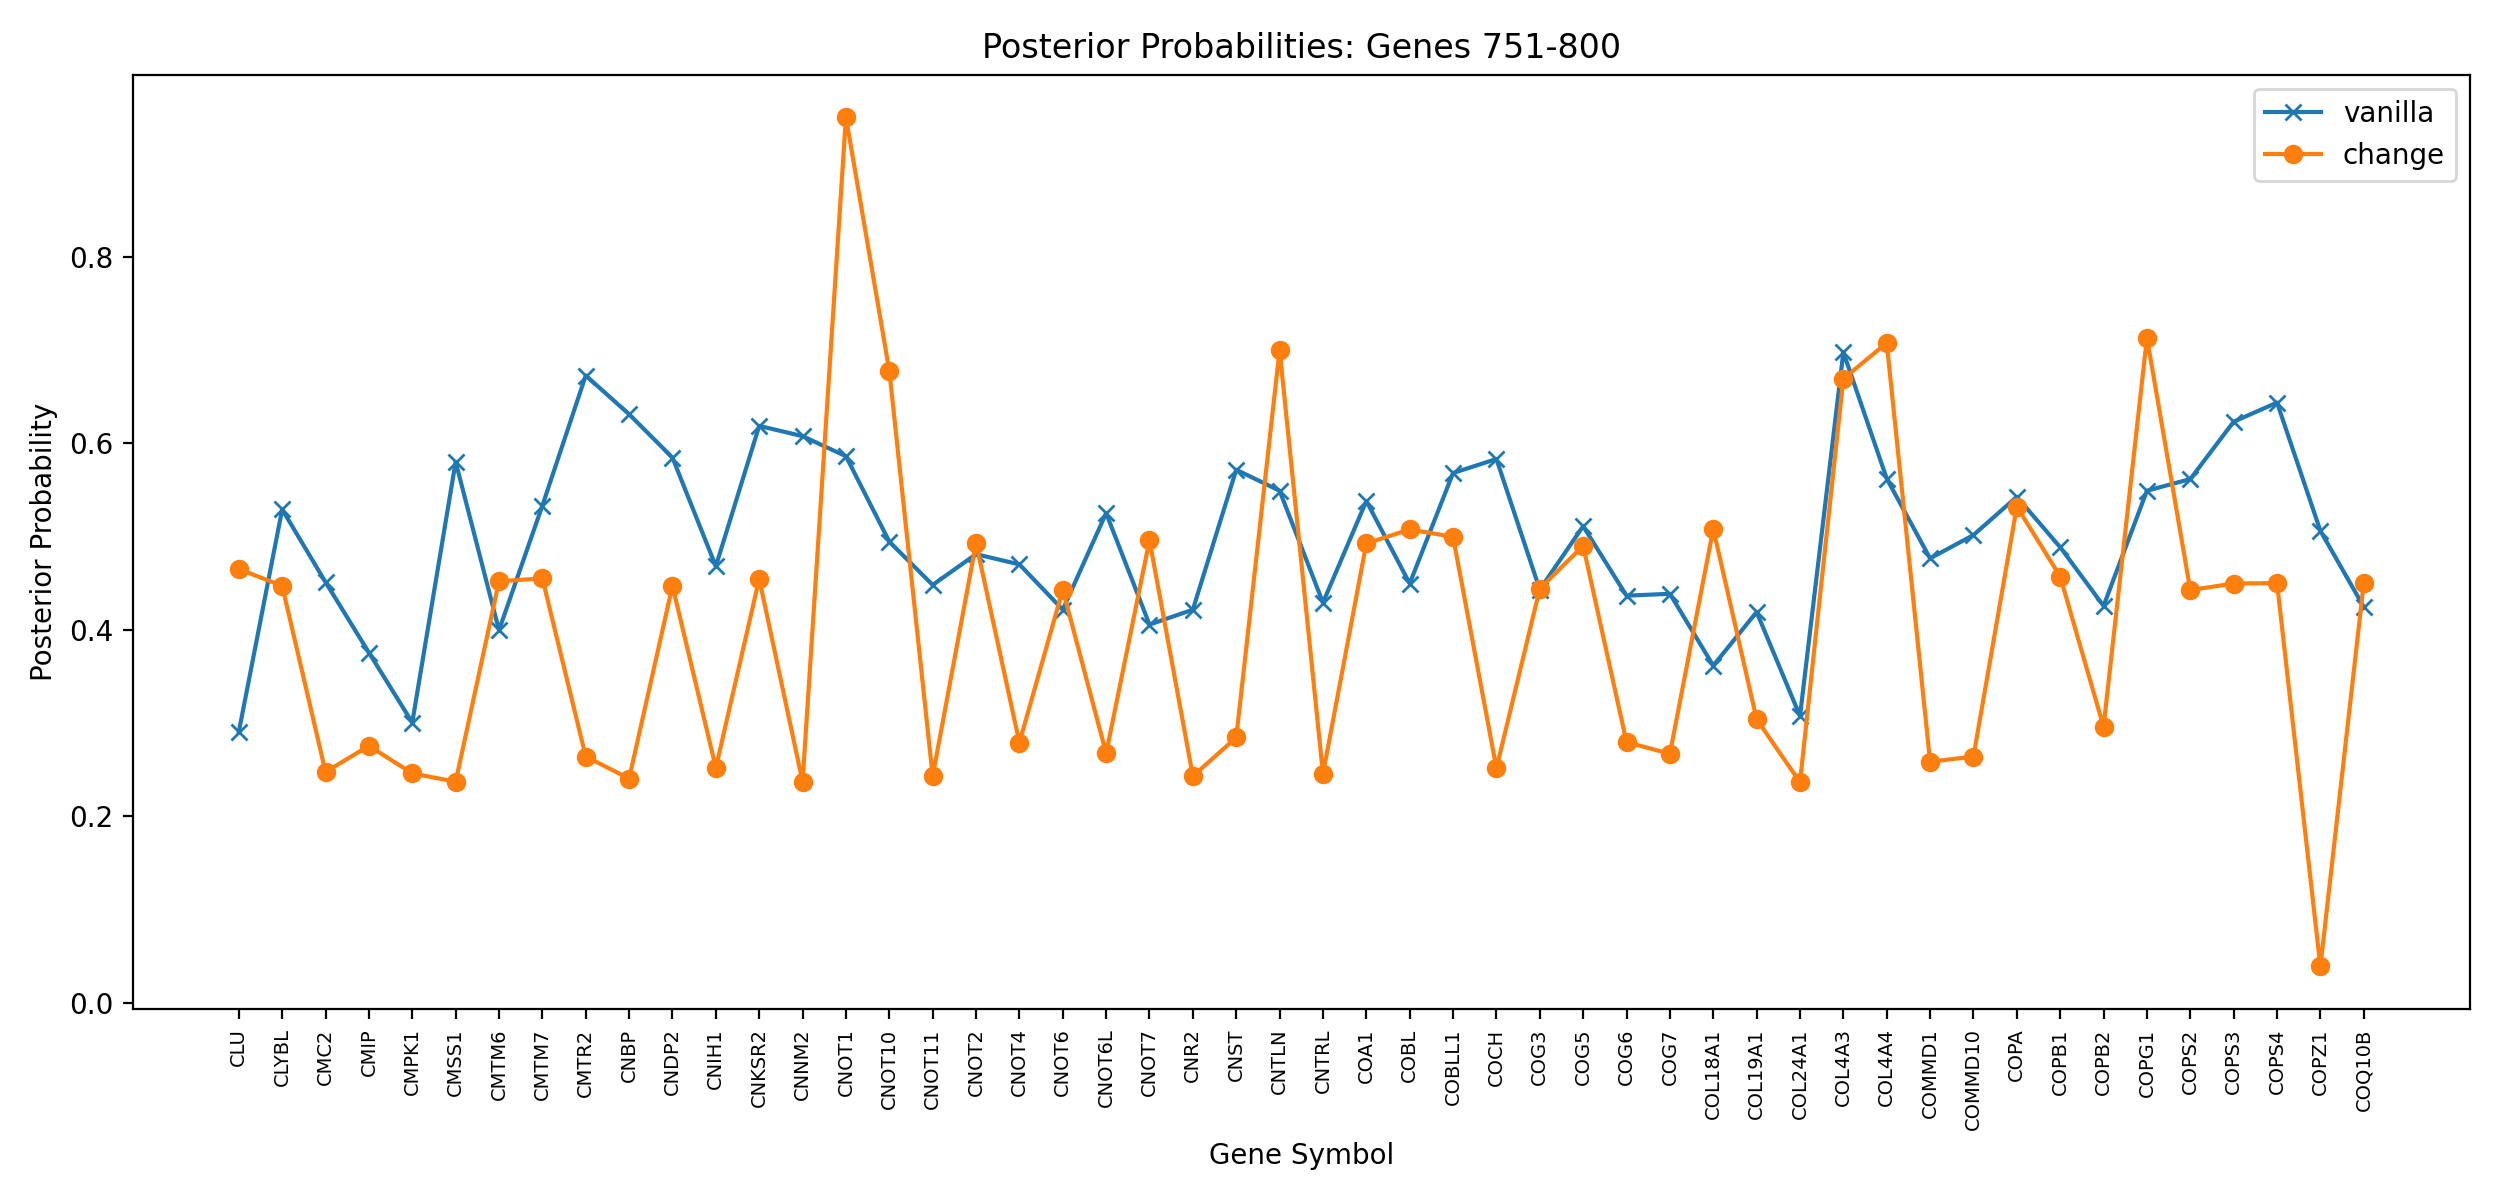 Posterior Probabilities: Genes 751-800
vanilla
change
Posterior Probability
0.8
0.6
0.4
0.2
0.0
CLU
CLYBL
CMC2
CMIP
CMPK1
CMSS1
CMTM6
CMTM7
CMTR2
CNBP
CNDP2
CNIH1
CNKSR2
CNNM2
CNOT1
CNOT10
CNOT11
CNOT2
CNOT4
CNOT6
CNOT6L
CNOT7
CNR2
CNST
CNTLN
CNTRL
COA1
COBL
COBLL1
COCH
COG3
COG5
COG6
COG7
COL18A1
COL19A1
COL24A1
COL4A3
COL4A4
COMMD1
COMMD10
COPA
COPB1
COPB2
COPG1
COPS2
COPS3
COPS4
COPZ1
COQ10B
Gene Symbol